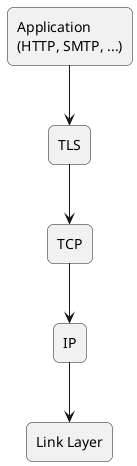 Application
(HTTP, SMTP, ...)
TLS
TCP
IP
Link Layer